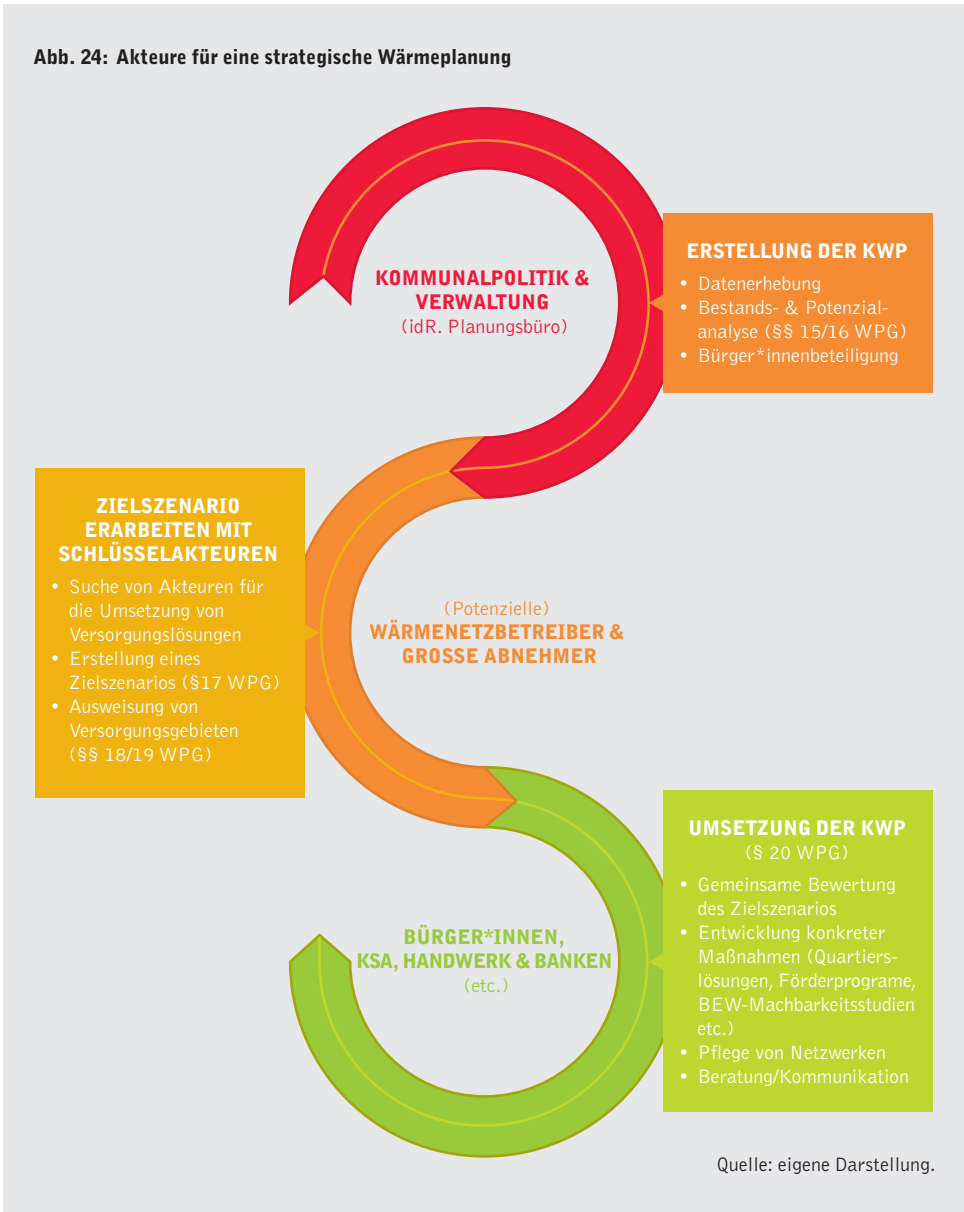 Abb. 24: Akteure für eine strategische Wärmeplanung
KOMMUNALPOLITIK &
VERWALTUNG
(idR. Planungsbüro)
ERSTELLUNG DER KWP
• Datenerhebung
• Bestands- & Potenzial-
analyse (§§ 15/16 WPG)
• Bürger*innenbeteiligung
ZIELSZENARIO
ERARBEITEN MIT
SCHLÜSSELAKTEUREN
• Suche von Akteuren für
die Umsetzung von
Versorgungslösungen
• Erstellung eines
Zielszenarios (§17 WPG)
• Ausweisung von
Versorgungsgebieten
(§§ 18/19 WPG)
(Potenzielle)
WÄRMENETZBETREIBER &
GROSSE ABNEHMER
UMSETZUNG DER KWP
(§ 20 WPG)
• Gemeinsame Bewertung
des Zielszenarios
• Entwicklung konkreter
Maßnahmen (Quartiers-
lösungen, Förderprograme,
BEW-Machbarkeitsstudien
etc.)
• Pflege von Netzwerken
• Beratung/Kommunikation
BÜRGER*INNEN,
KSA, HANDWERK & BANKEN
(etc.)
Quelle: eigene Darstellung.